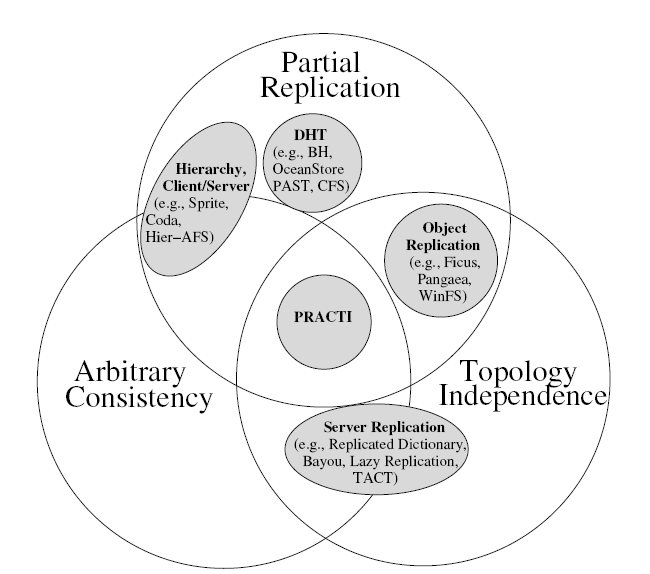 Partial
Replication
DHT
(e.g., BH,
OceanStore
PAST, CFS)
Hierarchy,
Client/Server
(e.g., Sprite,
Coda,
Hier−AFS)
Object
Replication
(e.g., Ficus,
Pangaea,
WinFS)
PRACTI
Arbitrary
Consistency
Topology
Independence
Server Replication
(e.g., Replicated Dictionary,
Bayou, Lazy Replication,
TACT)